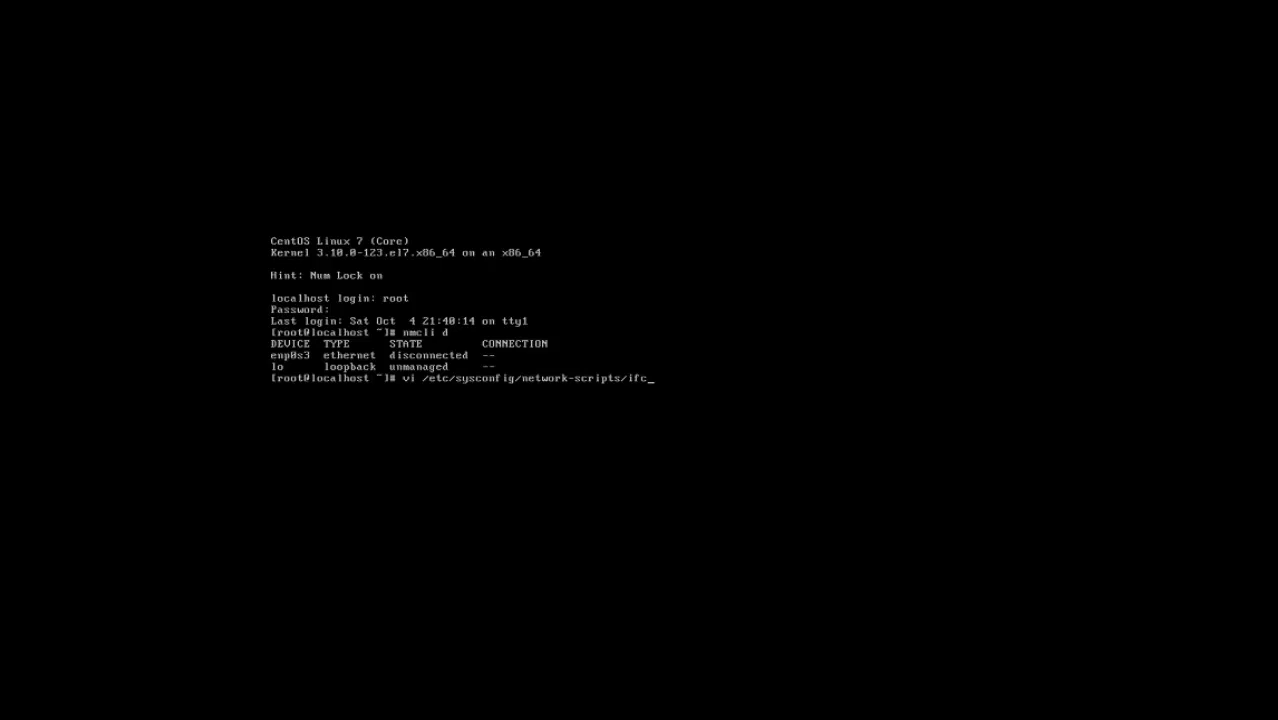 CentOS Linux 7 (Core)
Kernel 3.10.0-123.el7.x86_64 on an x86_64
Hint: Num Lock on
localhost login: root
Password:
Last login: Sat Oct  4 21:40:14 on tty1
[root@localhost ~]# nmcli d
DEVICE  TYPE      STATE         CONNECTION
enp0s3  ethernet  disconnected  --
lo      loopback  unmanaged     --
[root@localhost ~]# vi /etc/sysconfig/network-scripts/ifc_